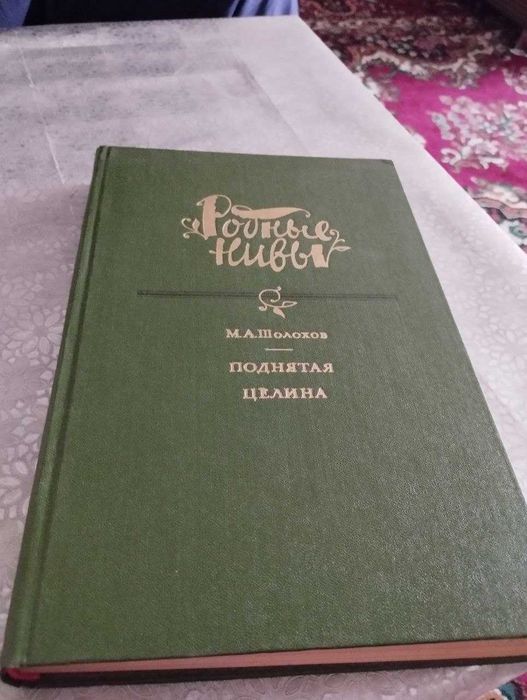 Родные
нивы
М.А.Шолохов
ПОДНЯТАЯ
ЦЕЛИНА